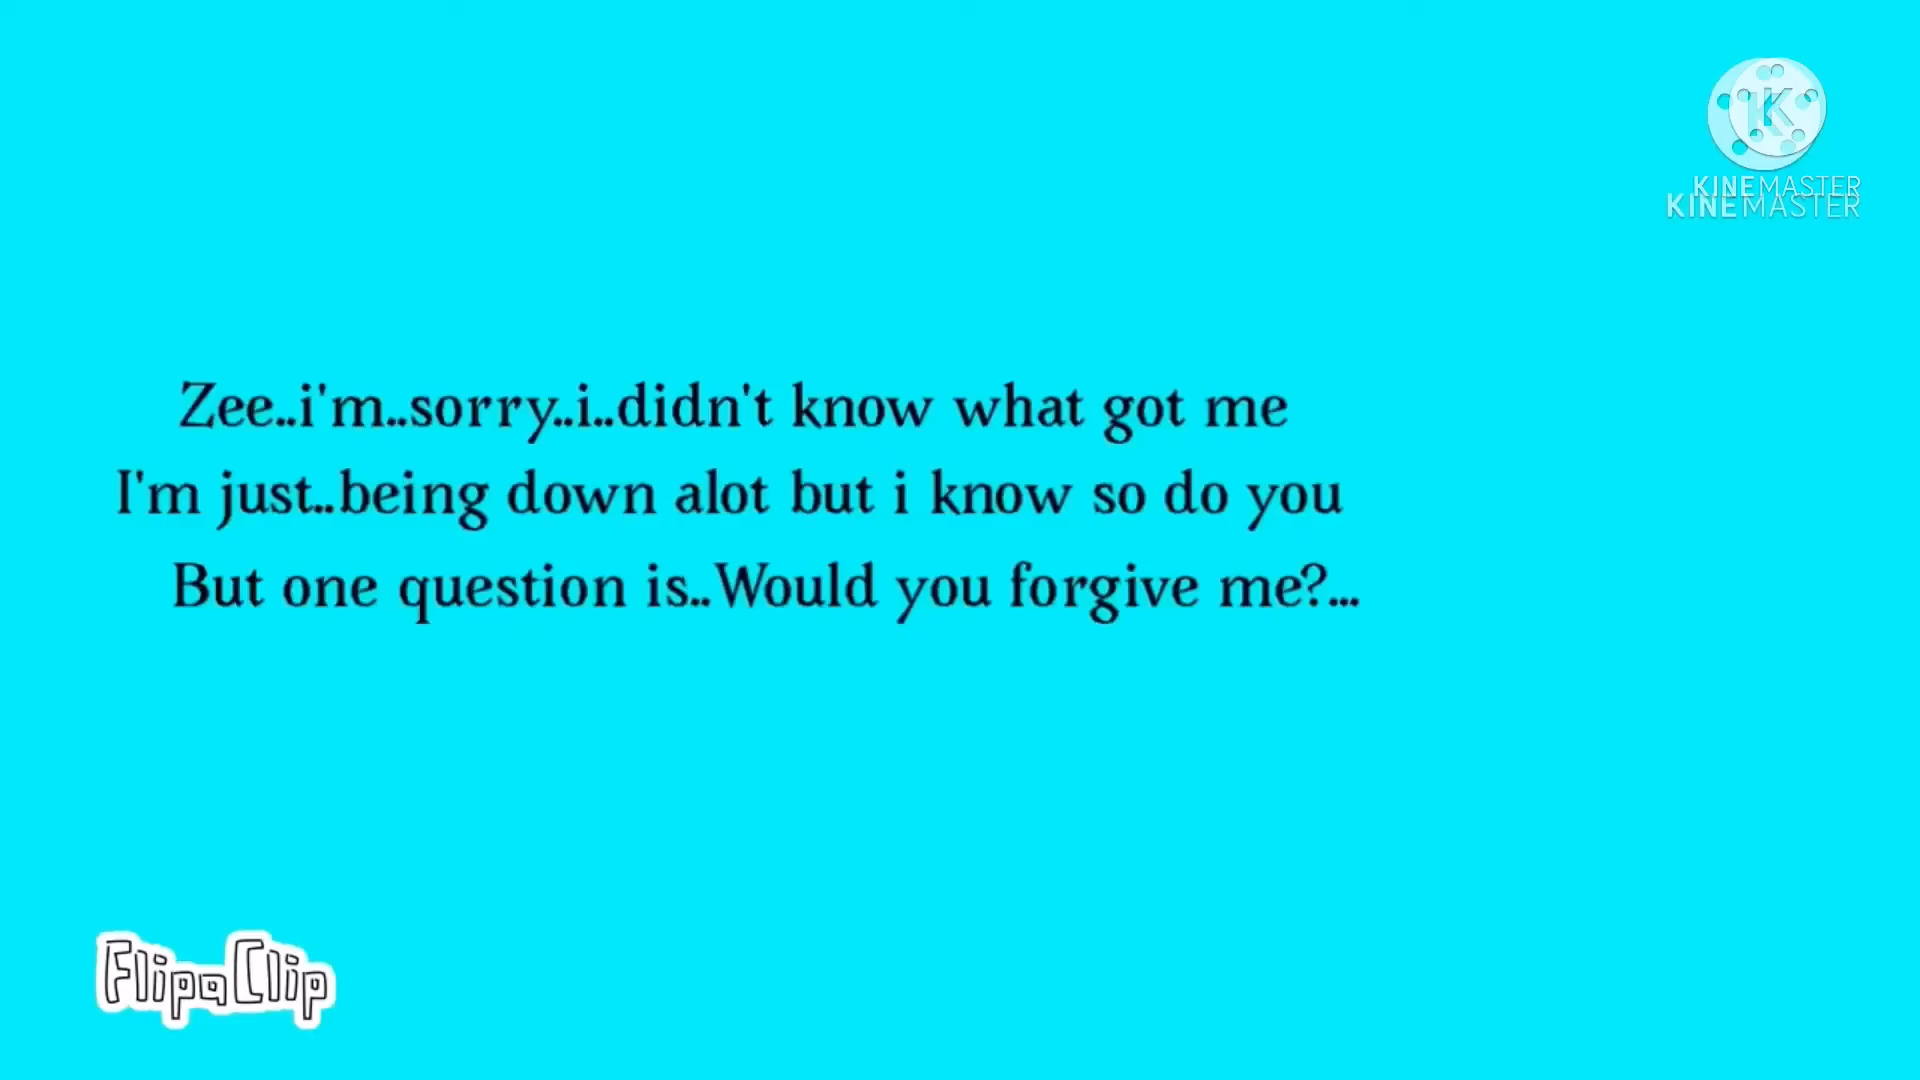 KINEMASTER
KINEMASTER
Zee..i'm..sorry..i..didn't know what got me
I'm just..being down alot but i know so do you
But one question is..Would you forgive me?...
FlipaClip